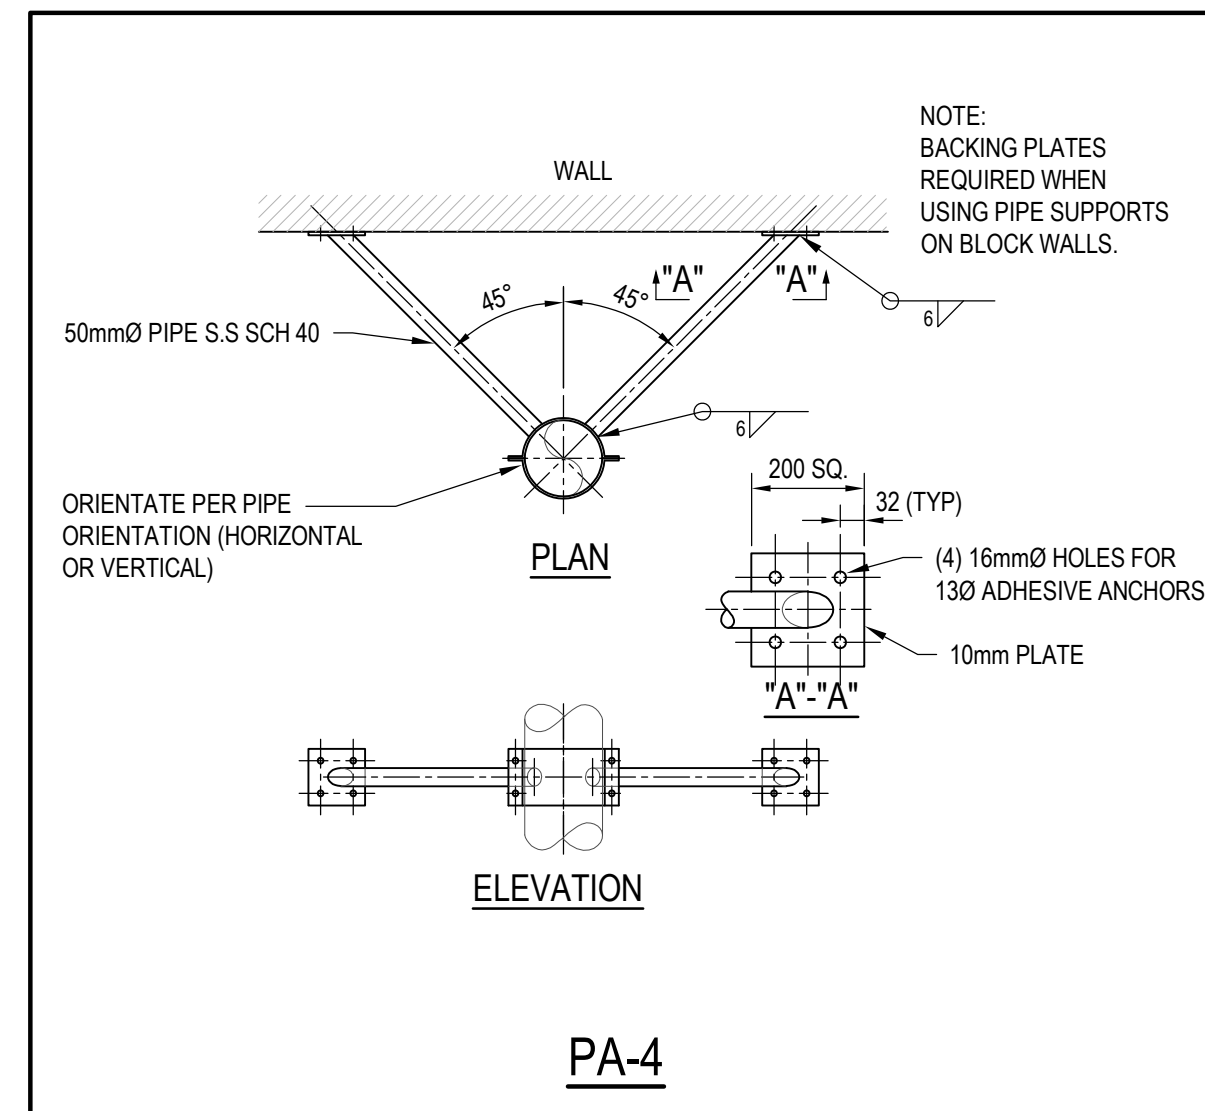 NOTE:
BACKING PLATES
REQUIRED WHEN
USING PIPE SUPPORTS
ON BLOCK WALLS.
WALL
"A"
"A"
45°
45°
6
50mmØ PIPE S.S SCH 40
6
200 SQ.
32 (TYP)
ORIENTATE PER PIPE
ORIENTATION (HORIZONTAL
OR VERTICAL)
PLAN
(4) 16mmØ HOLES FOR
13Ø ADHESIVE ANCHORS
10mm PLATE
"A"-"A"
ELEVATION
PA-4